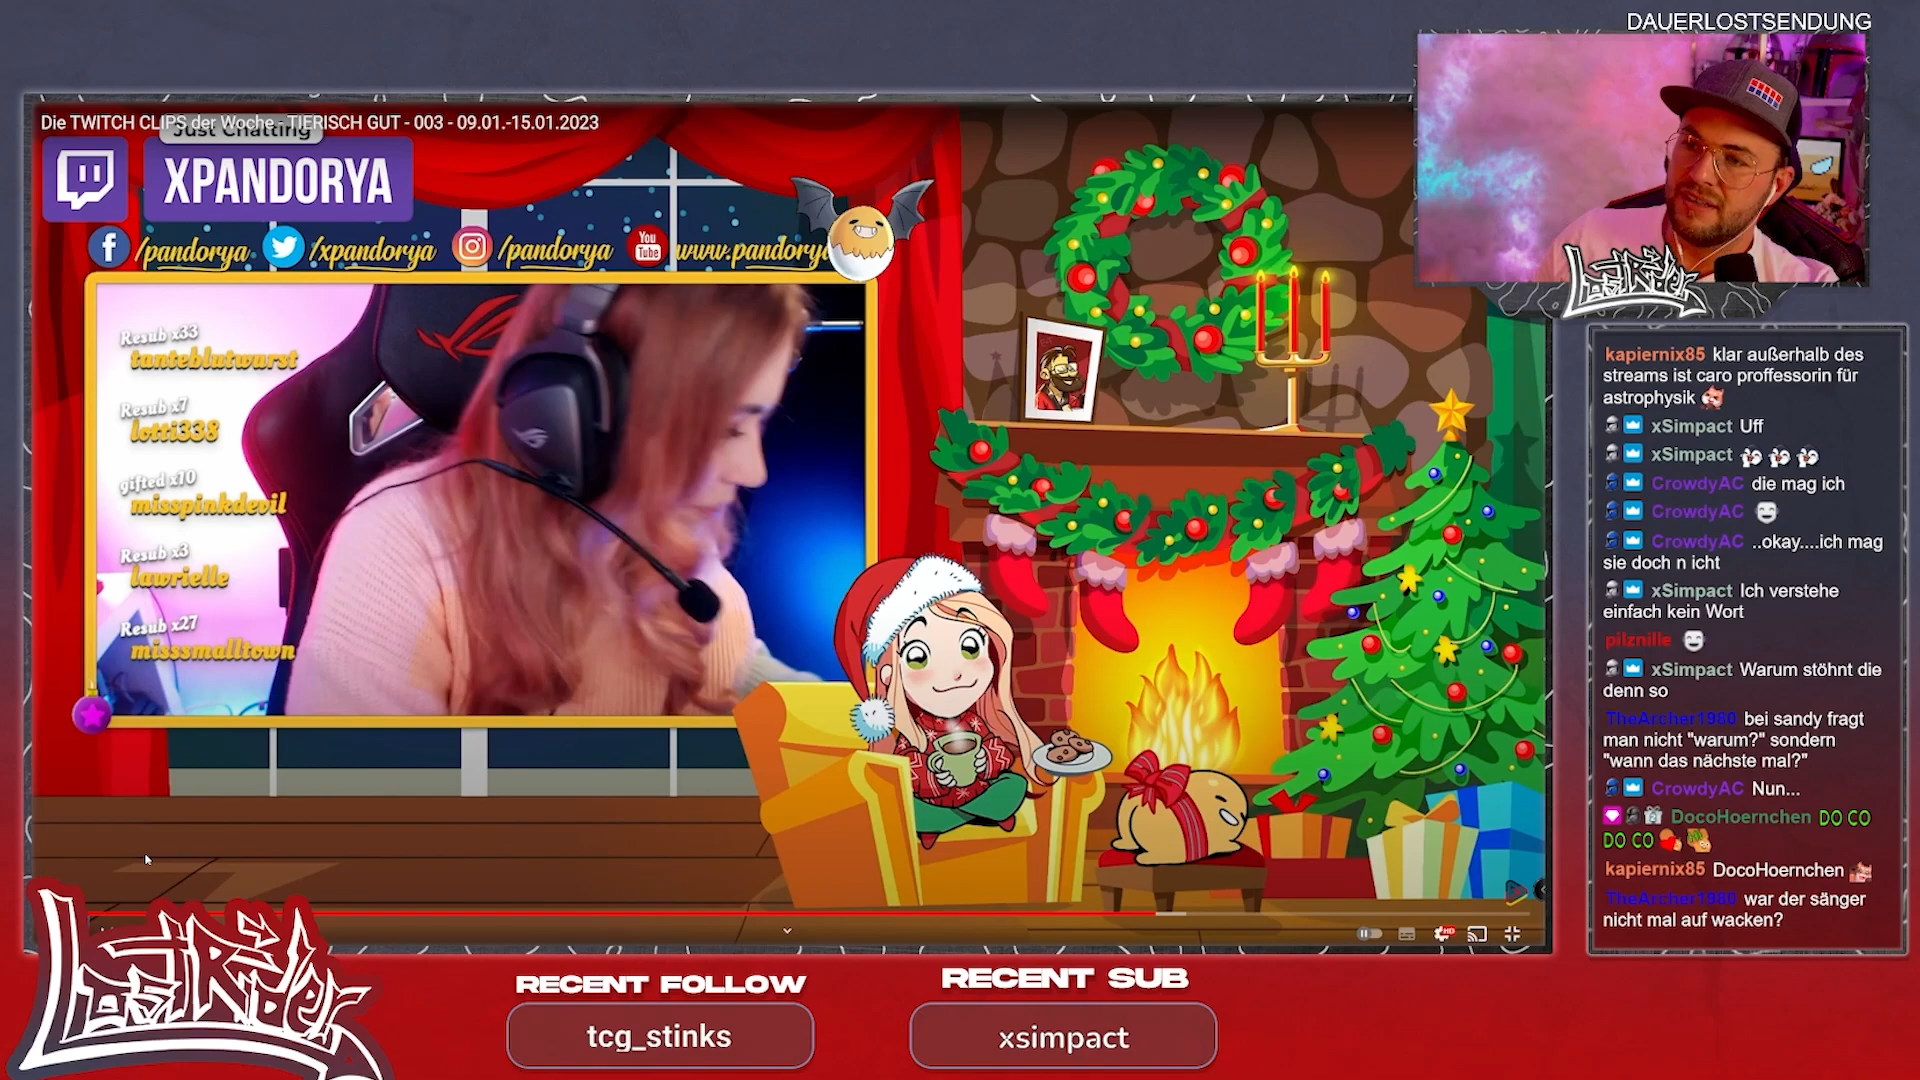 DAUERLOSTSENDUNG
Die TWITCH CLIPS der Woche - TIERISCH GUT - 003 - 09.01.-15.01.2023
Just Chatting
XPANDORYA
/pandorya
/xpandorya
/pandorya
You
Tube
www.pandorya
Resub x33
tanteblutwurst
Resub x7
lotti338
gifted x10
misspinkdevil
Resub x3
lawrielle
Resub x27
misssmalltown
LostRider
kapiernix85 klar außerhalb des
streams ist caro proffessorin für
astrophysik
xSimpact Uff
xSimpact
CrowdyAC die mag ich
CrowdyAC
CrowdyAC ..okay....ich mag
sie doch n icht
xSimpact Ich verstehe
einfach kein Wort
pilznille
xSimpact Warum stöhnt die
denn so
TheArcher1980 bei sandy fragt
man nicht "warum?" sondern
"wann das nächste mal?"
CrowdyAC Nun...
DocoHoernchen DO CO
DO CO
kapiernix85 DocoHoernchen
TheArcher1980 war der sänger
nicht mal auf wacken?
HD
LostRider
RECENT FOLLOW
tcg_stinks
RECENT SUB
xsimpact